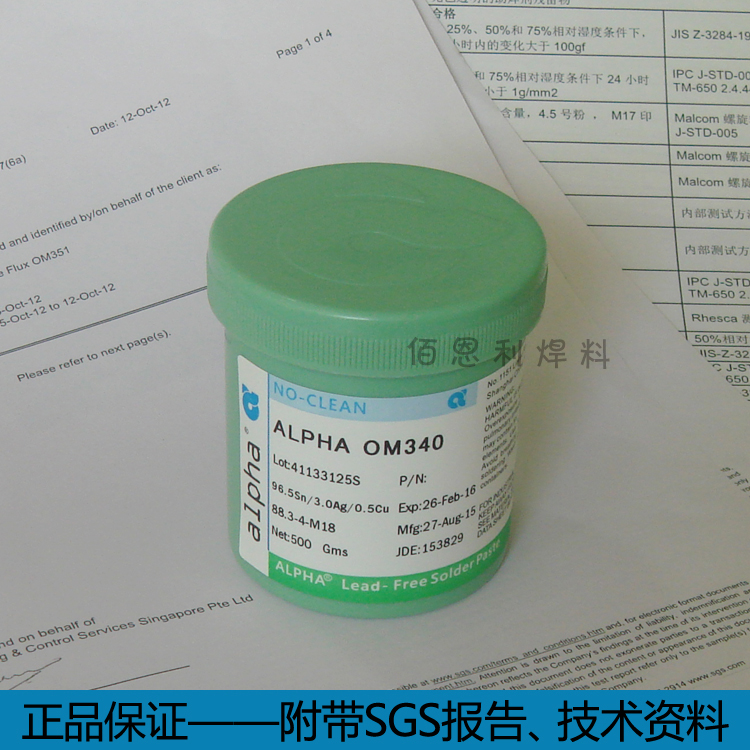 Page 1 of 4
Date: 12-Oct-12
7(6a)
d and identified by/on behalf of the client as:
e Flux OM351
-Oct-12
5-Oct-12 to 12-Oct-12
Please refer to next page(s).
nd on behalf of
g & Control Services Singapore Pte Ltd
合格
25%、50%和 75%相对湿度条件下，
小时内的变化大于 100gf
JIS Z-3284-19
和 75%相对湿度条件下 24 小时
小于 1g/mm2
IPC J-STD-00
TM-650 2.4.4
含量，4.5 号粉 ， M17 印
Malcom 螺旋
J-STD-005
Malcom 螺旋
Malcom 螺旋
内部测试方
内部测试方
IPC J-STD-0
TM-650 2.
Rhesca 测
50%相对
JIS-Z-32
佰恩利焊料
alpha®
NO-CLEAN
ALPHA OM340
Lot:41133125S
P/N:
96.5Sn/3.0Ag/0.5Cu
Exp:26-Feb-16
88.3-4-M18
Mfg:27-Aug-15
Net:500 Gms
JDE:153829
ALPHA® Lead-Free Solder Paste
正品保证——附带SGS报告、技术资料